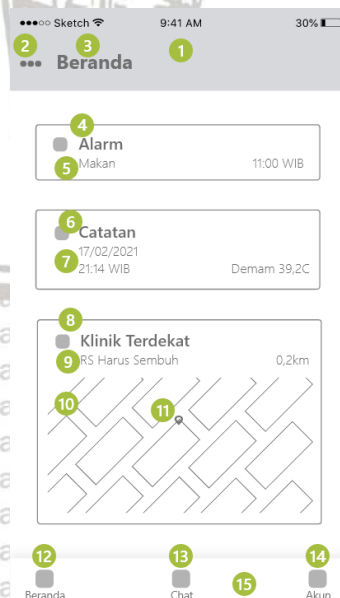 Sketch 9:41 AM 30%
2 3 1
••• Beranda
4
Alarm
5 Makan 11:00 WIB
6
Catatan
17/02/2021
7 21:14 WIB Demam 39,2C
8
Klinik Terdekat
9 RS Harus Sembuh 0,2km
10 11
12 13 14
15
Beranda Chat Akun